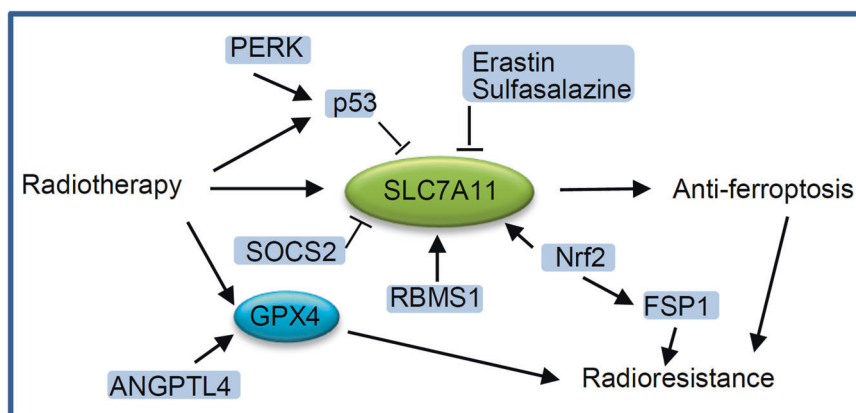 PERK
Erastin
Sulfasalazine
p53
Radiotherapy
SLC7A11
Anti-ferroptosis
SOCS2
Nrf2
RBMS1
FSP1
GPX4
ANGPTL4
Radioresistance